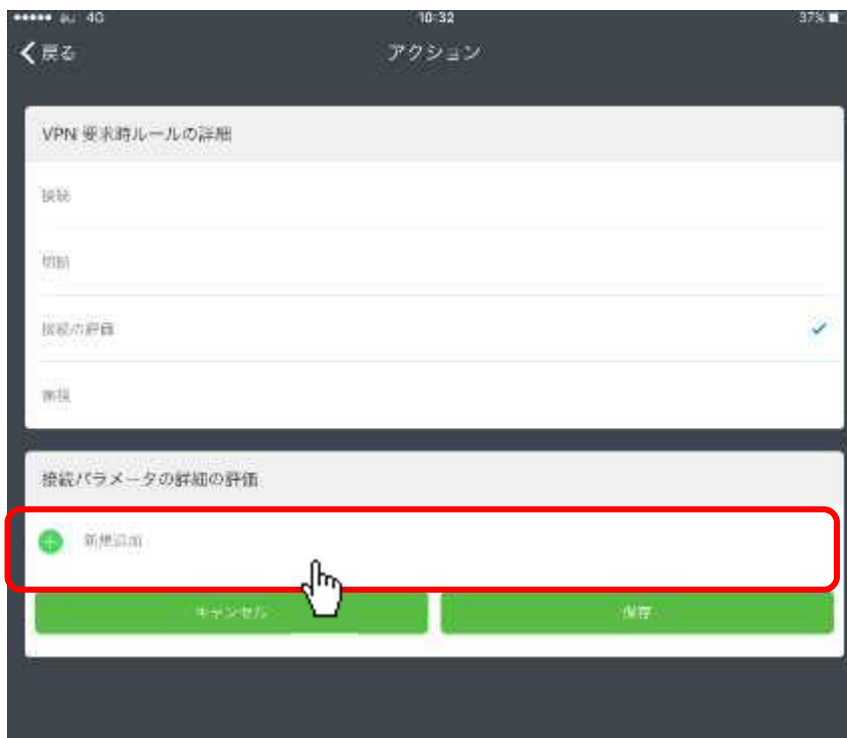 ●●●●● au 4G 10:32 37%
戻る アクション
VPN 要求時ルールの詳細
接続
切断
接続の評価
無視
接続パラメータの詳細の評価
新規追加
キャンセル 保存